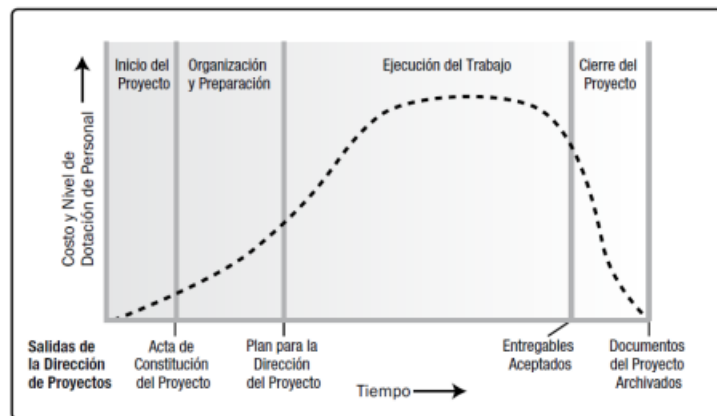 Inicio del
Proyecto
Organización
y Preparación
Ejecución del Trabajo
Cierre del
Proyecto
Costo y Nivel de
Dotación de Personal
Salidas de
la Dirección
de Proyectos
Acta de
Constitución
del Proyecto
Plan para la
Dirección
del Proyecto
Entregables
Aceptados
Documentos
del Proyecto
Archivados
Tiempo